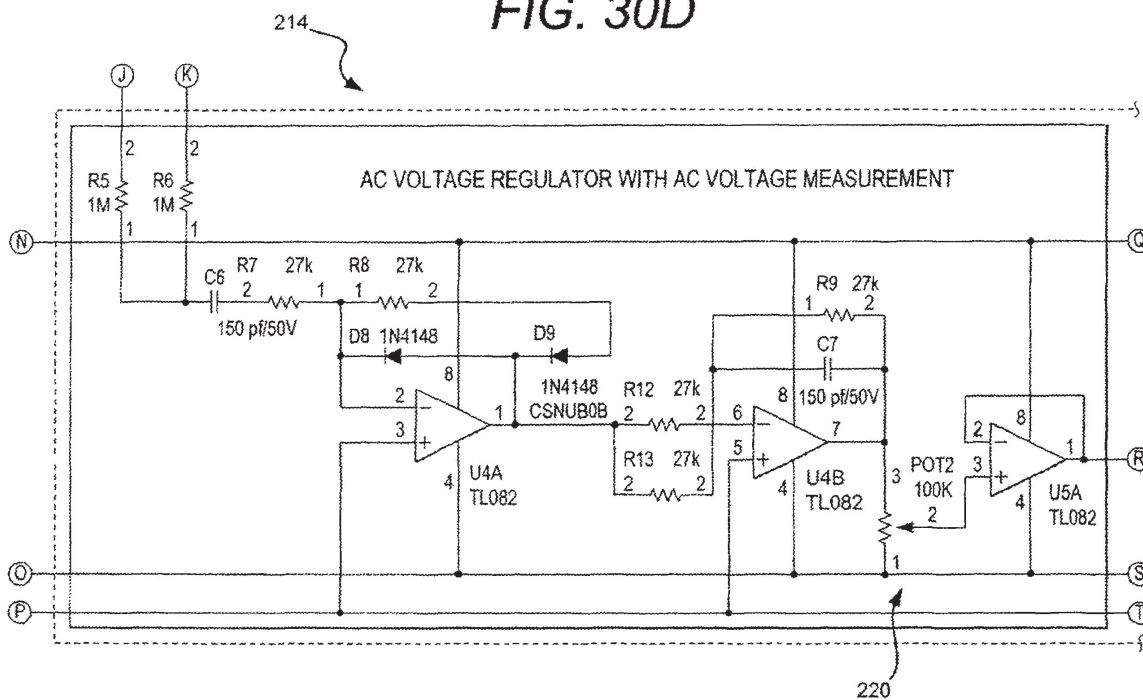 FIG. 30D
214
J K
2 2
R5 R6
1M 1M
1 1
AC VOLTAGE REGULATOR WITH AC VOLTAGE MEASUREMENT
N Q
C6 R7 27k R8 27k
2 1 1 2
150 pf/50V
R9 27k
1 2
D8 1N4148 D9
C7
150 pf/50V
1N4148
CSNUB0B
8
2 −
3 +
1
4
U4A
TL082
R12 27k
2 2
R13 27k
2 2
8
6 −
5 +
7
4
U4B
TL082
3
POT2
100K
2
1
8
2 −
3 +
1
4
U5A
TL082
R
O S
P T
220